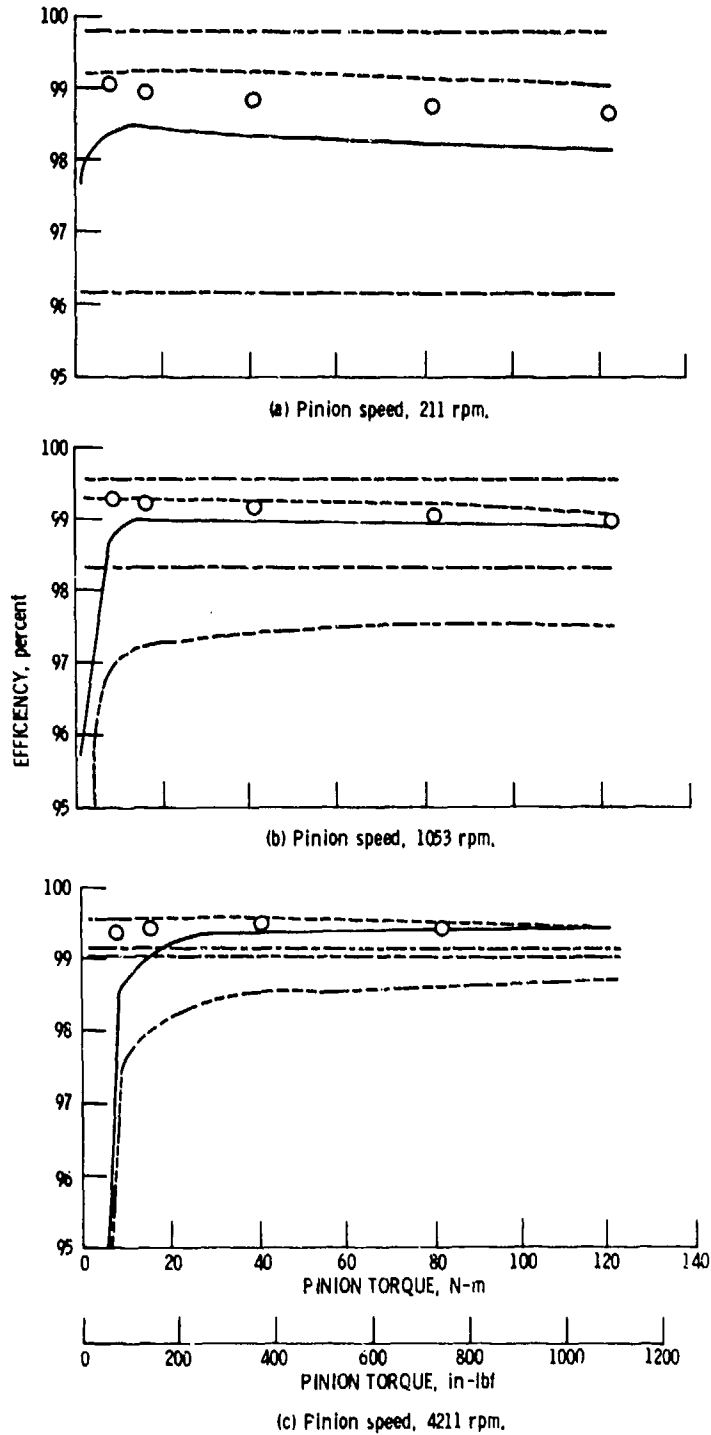 100
99
98
97
96
95
(a) Pinion speed, 211 rpm.
100
99
98
97
96
95
(b) Pinion speed, 1053 rpm.
EFFICIENCY, percent
100
99
98
97
96
95
0 20 40 60 80 100 120 140
PINION TORQUE, N-m
0 200 400 600 800 1000 1200
PINION TORQUE, in-lbf
(c) Pinion speed, 4211 rpm.